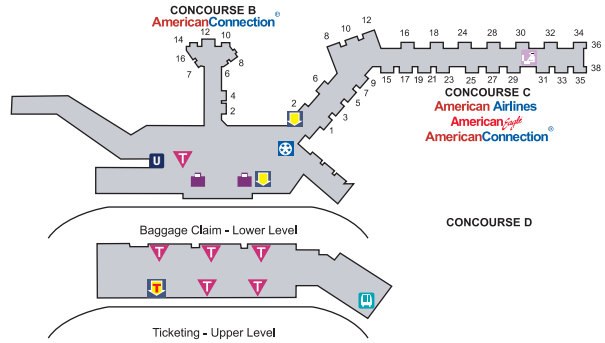 CONCOURSE B
AmericanConnection®
14 12 10
8
16
7 6
4
2
8 10 12
6
2
1
3
5
7
9
16 18 22 24 26 28 30 34 36
15 17 19 21 23 25 27 29 31 33 35
38
CONCOURSE C
American Airlines
American Eagle
AmericanConnection®
U
T
Baggage Claim - Lower Level
CONCOURSE D
T T T
T T T
Ticketing - Upper Level